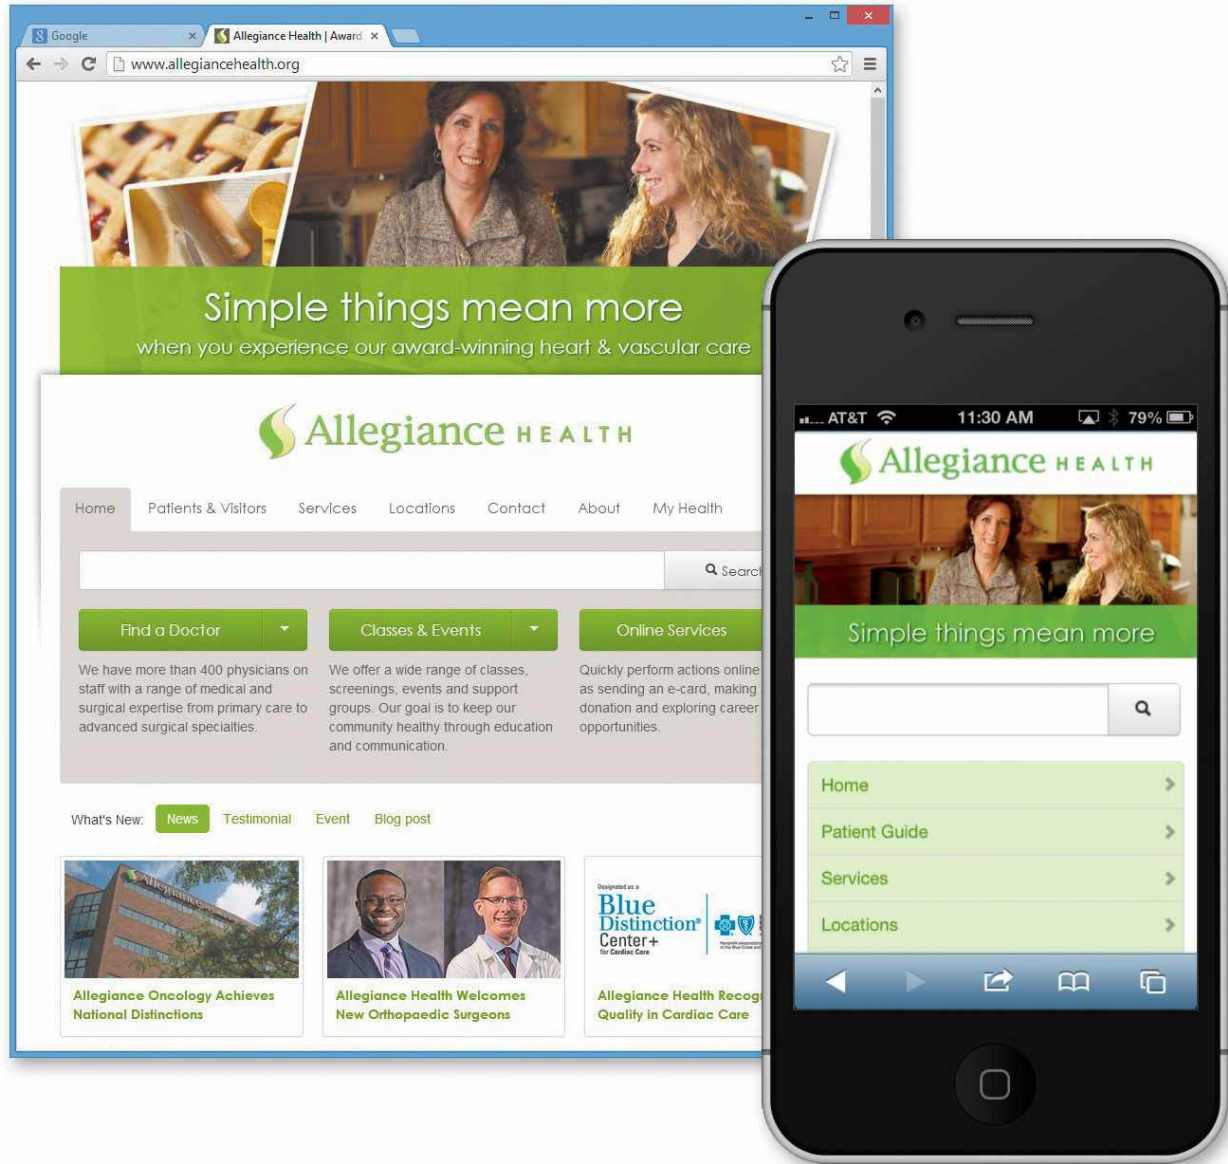 Google
Allegiance Health | Award
www.allegiancehealth.org
Simple things mean more
when you experience our award-winning heart & vascular care
Allegiance HEALTH
Home Patients & Visitors Services Locations Contact About My Health
Search
Find a Doctor Classes & Events Online Services
We have more than 400 physicians on
staff with a range of medical and
surgical expertise from primary care to
advanced surgical specialties.
We offer a wide range of classes,
screenings, events and support
groups. Our goal is to keep our
community healthy through education
and communication.
Quickly perform actions online
as sending an e-card, making
donation and exploring career
opportunities.
What's New: News Testimonial Event Blog post
Allegiance
Allegiance Oncology Achieves
National Distinctions
Allegiance Health Welcomes
New Orthopaedic Surgeons
Designated as a
Blue
Distinction®
Center+
for Cardiac Care
Allegiance Health Recog
Quality in Cardiac Care
AT&T 11:30 AM 79%
Allegiance HEALTH
Simple things mean more
Home
Patient Guide
Services
Locations